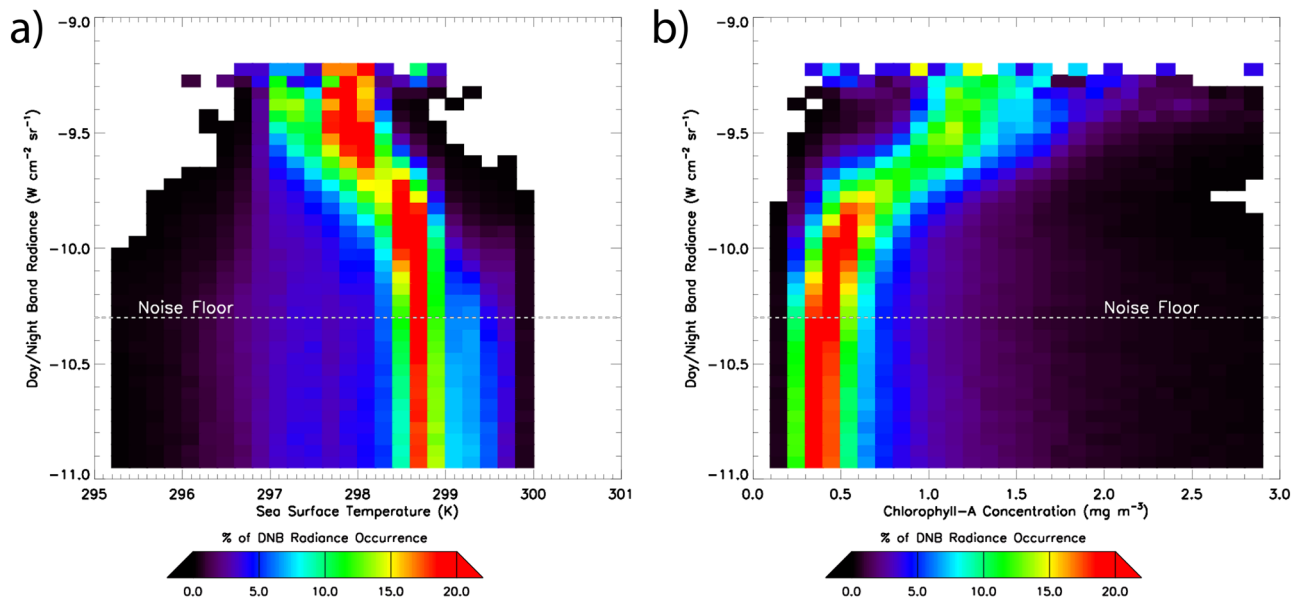 a)
-9.0
-9.5
-10.0
-10.5
-11.0
Day/Night Band Radiance (W cm⁻² sr⁻¹)
Noise Floor
295 296 297 298 299 300 301
Sea Surface Temperature (K)
% of DNB Radiance Occurrence
0.0 5.0 10.0 15.0 20.0
b)
-9.0
-9.5
-10.0
-10.5
-11.0
Day/Night Band Radiance (W cm⁻² sr⁻¹)
Noise Floor
0.0 0.5 1.0 1.5 2.0 2.5 3.0
Chlorophyll-A Concentration (mg m⁻³)
% of DNB Radiance Occurrence
0.0 5.0 10.0 15.0 20.0